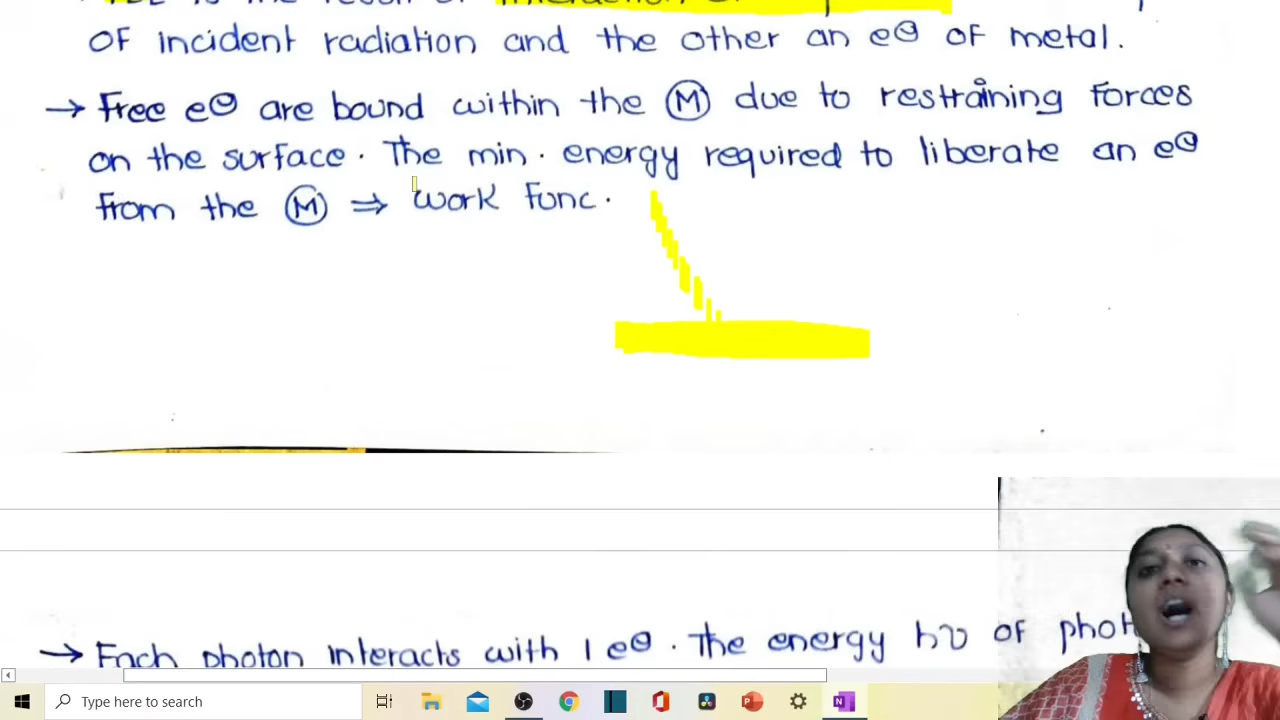 OF incident radiation and the other an e⊖ of metal.
→ Free e⊖ are bound within the Ⓜ due to restraining forces
on the surface. The min. energy required to liberate an e⊖
from the Ⓜ ⇒ work func.
→ Each photon interacts with 1 e⊖. The energy hν of phot
Type here to search